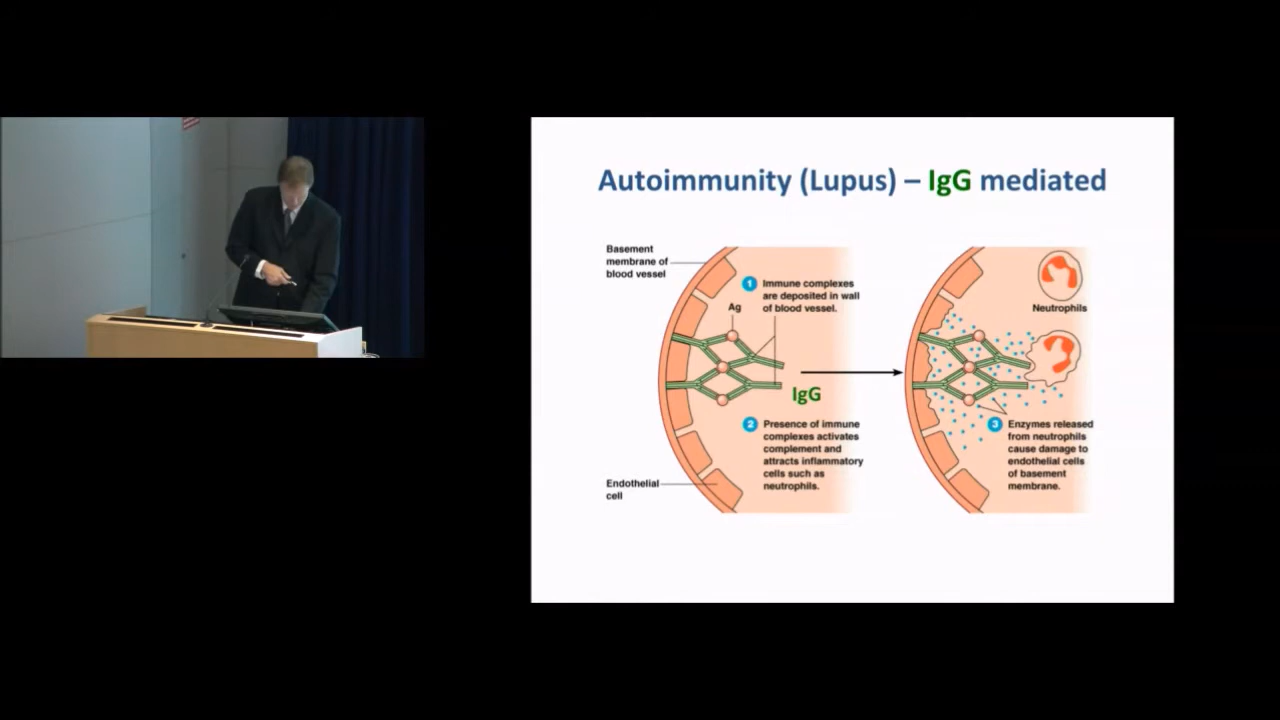 Autoimmunity (Lupus) – IgG mediated
Basement
membrane of
blood vessel
1 Immune complexes
are deposited in wall
of blood vessel.
Ag
IgG
2 Presence of immune
complexes activates
complement and
attracts inflammatory
cells such as
neutrophils.
Endothelial
cell
Neutrophils
3 Enzymes released
from neutrophils
cause damage to
endothelial cells
of basement
membrane.